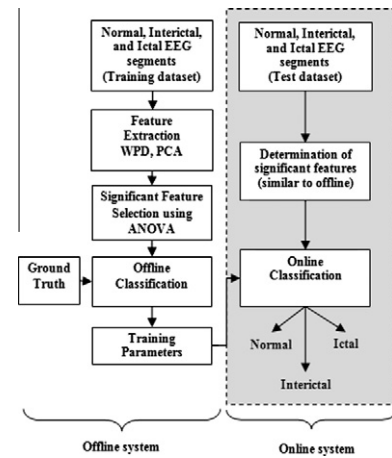 Normal, Interictal,
and Ictal EEG
segments
(Training dataset)
Feature
Extraction
WPD, PCA
Significant Feature
Selection using
ANOVA
Ground
Truth
Offline
Classification
Training
Parameters
Offline system
Normal, Interictal,
and Ictal EEG
segments
(Test dataset)
Determination of
significant features
(similar to offline)
Online
Classification
Normal
Ictal
Interictal
Online system